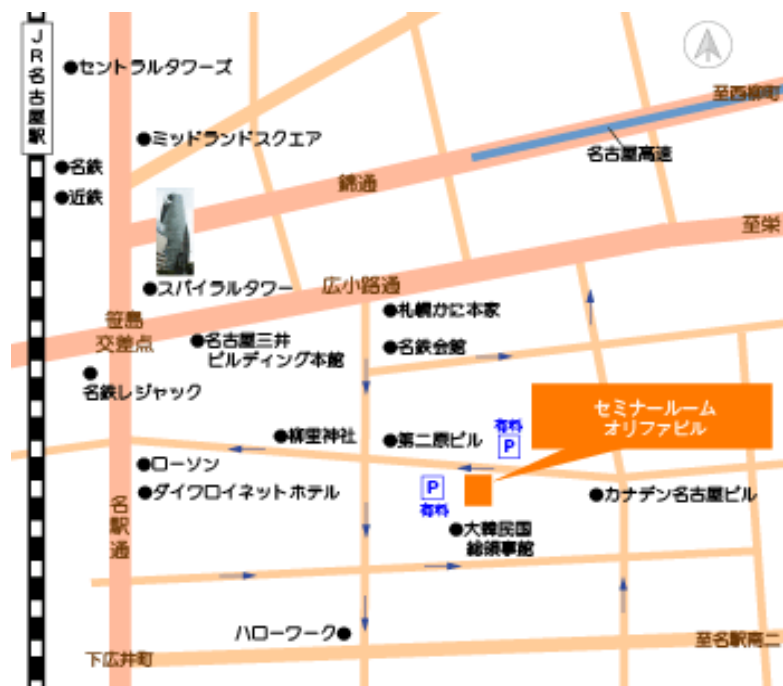 JR名古屋駅
●セントラルタワーズ
至西柳町
●ミッドランドスクエア
名古屋高速
●名鉄
錦通
●近鉄
至栄
●スパイラルタワー
広小路通
●札幌かに本家
笹島
交差点
●名古屋三井
ビルディング本館
●名鉄会館
●
名鉄レジャック
セミナールーム
オリファビル
有料
P
●柳里神社
●第二原ビル
●ローソン
P
有料
●ダイワロイネットホテル
●カナデン名古屋ビル
名駅通
●大韓民国
総領事館
ハローワーク●
至名駅南二
下広井町